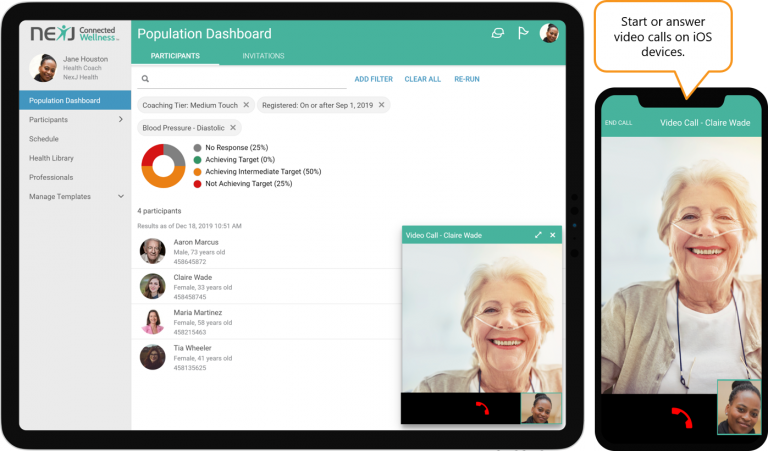 NEXJ Connected Wellness™
Jane Houston
Health Coach
NexJ Health
Population Dashboard
Participants
Schedule
Health Library
Professionals
Manage Templates
Population Dashboard
PARTICIPANTS INVITATIONS
ADD FILTER CLEAR ALL RE-RUN
Coaching Tier: Medium Touch × Registered: On or after Sep 1, 2019 ×
Blood Pressure - Diastolic ×
No Response (25%)
Achieving Target (0%)
Achieving Intermediate Target (50%)
Not Achieving Target (25%)
4 participants
Results as of Dec 18, 2019 10:51 AM
Aaron Marcus
Male, 73 years old
458645872
Claire Wade
Female, 33 years old
458458745
Maria Martinez
Female, 58 years old
458215463
Tia Wheeler
Female, 41 years old
458135625
Video Call - Claire Wade
Start or answer
video calls on iOS
devices.
END CALL Video Call - Claire Wade